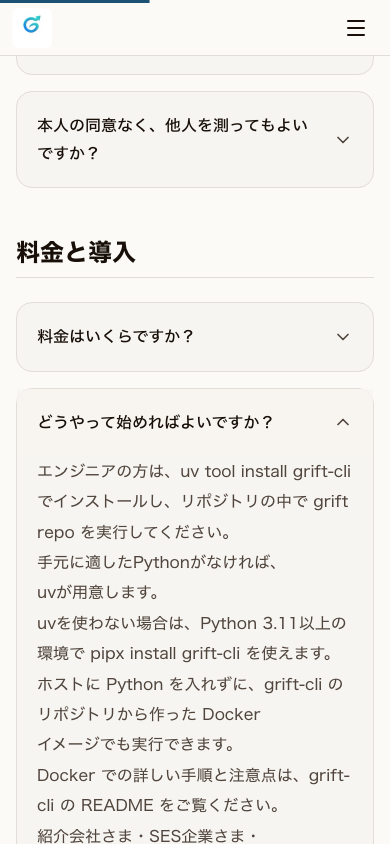 本人の同意なく、他人を測ってもよい
ですか？
料金と導入
料金はいくらですか？
どうやって始めればよいですか？
エンジニアの方は、uv tool install grift-cli
でインストールし、リポジトリの中で grift
repo を実行してください。
手元に適したPythonがなければ、
uvが用意します。
uvを使わない場合は、Python 3.11以上の
環境で pipx install grift-cli を使えます。
ホストに Python を入れずに、grift-cli の
リポジトリから作った Docker
イメージでも実行できます。
Docker での詳しい手順と注意点は、grift-
cli の README をご覧ください。
紹介会社さま・SES企業さま・